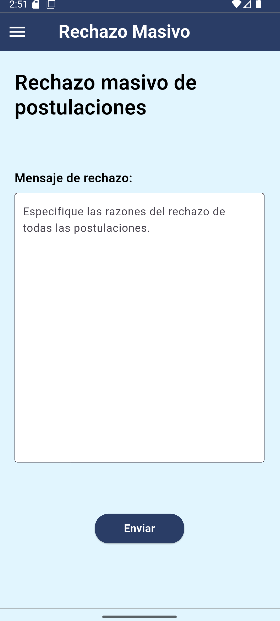 2:51
Rechazo Masivo
Rechazo masivo de
postulaciones
Mensaje de rechazo:
Especifique las razones del rechazo de
todas las postulaciones.
Enviar